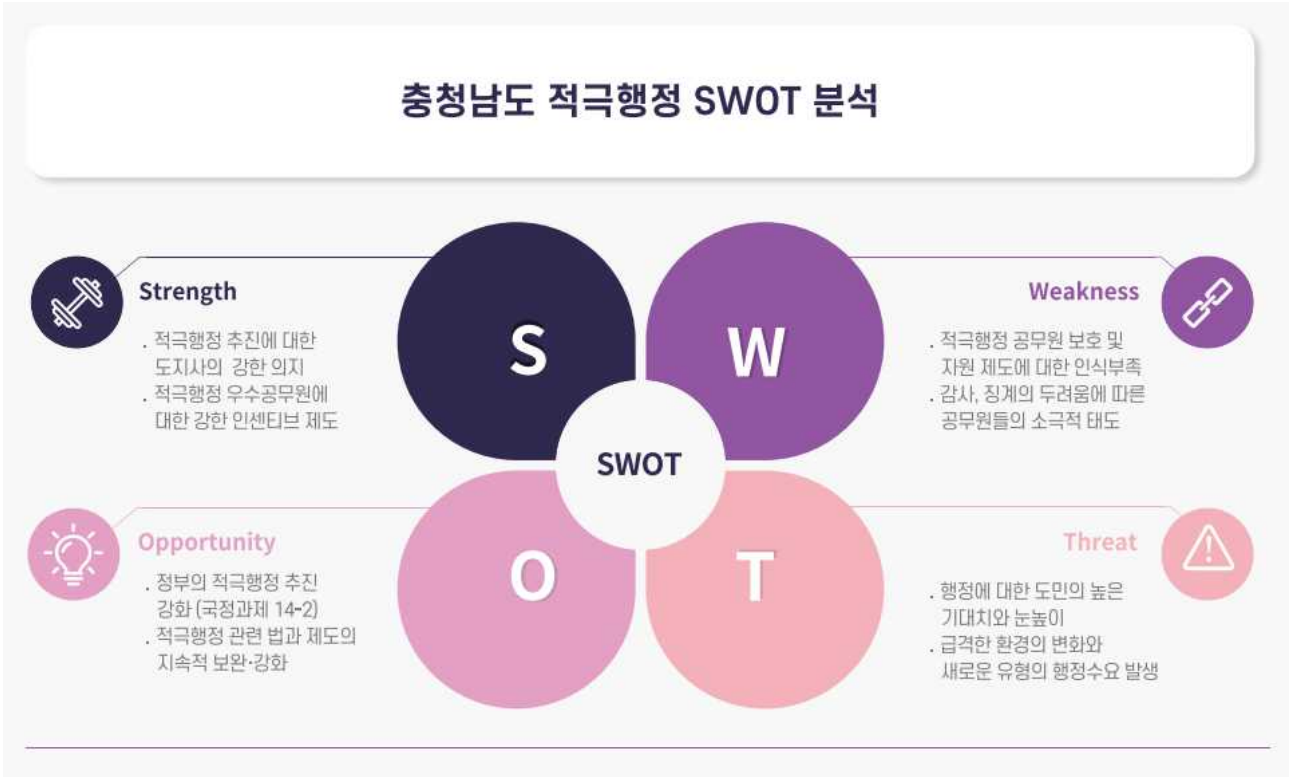 충청남도 적극행정 SWOT 분석
Strength
. 적극행정 추진에 대한
도지사의 강한 의지
. 적극행정 우수공무원에
대한 강한 인센티브 제도
S
W
Weakness
. 적극행정 공무원 보호 및
자원 제도에 대한 인식부족
. 감사, 징계의 두려움에 따른
공무원들의 소극적 태도
SWOT
Opportunity
. 정부의 적극행정 추진
강화 (국정과제 14-2)
. 적극행정 관련 법과 제도의
지속적 보완·강화
O
T
Threat
. 행정에 대한 도민의 높은
기대치와 눈높이
. 급격한 환경의 변화와
새로운 유형의 행정수요 발생